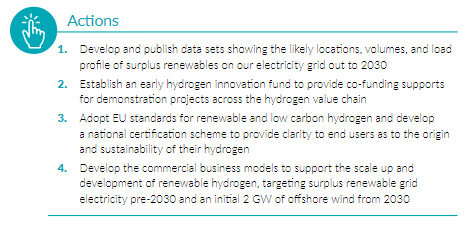 Actions
1. Develop and publish data sets showing the likely locations, volumes, and load
profile of surplus renewables on our electricity grid out to 2030
2. Establish an early hydrogen innovation fund to provide co-funding supports
for demonstration projects across the hydrogen value chain
3. Adopt EU standards for renewable and low carbon hydrogen and develop
a national certification scheme to provide clarity to end users as to the origin
and sustainability of their hydrogen
4. Develop the commercial business models to support the scale up and
development of renewable hydrogen, targeting surplus renewable grid
electricity pre-2030 and an initial 2 GW of offshore wind from 2030